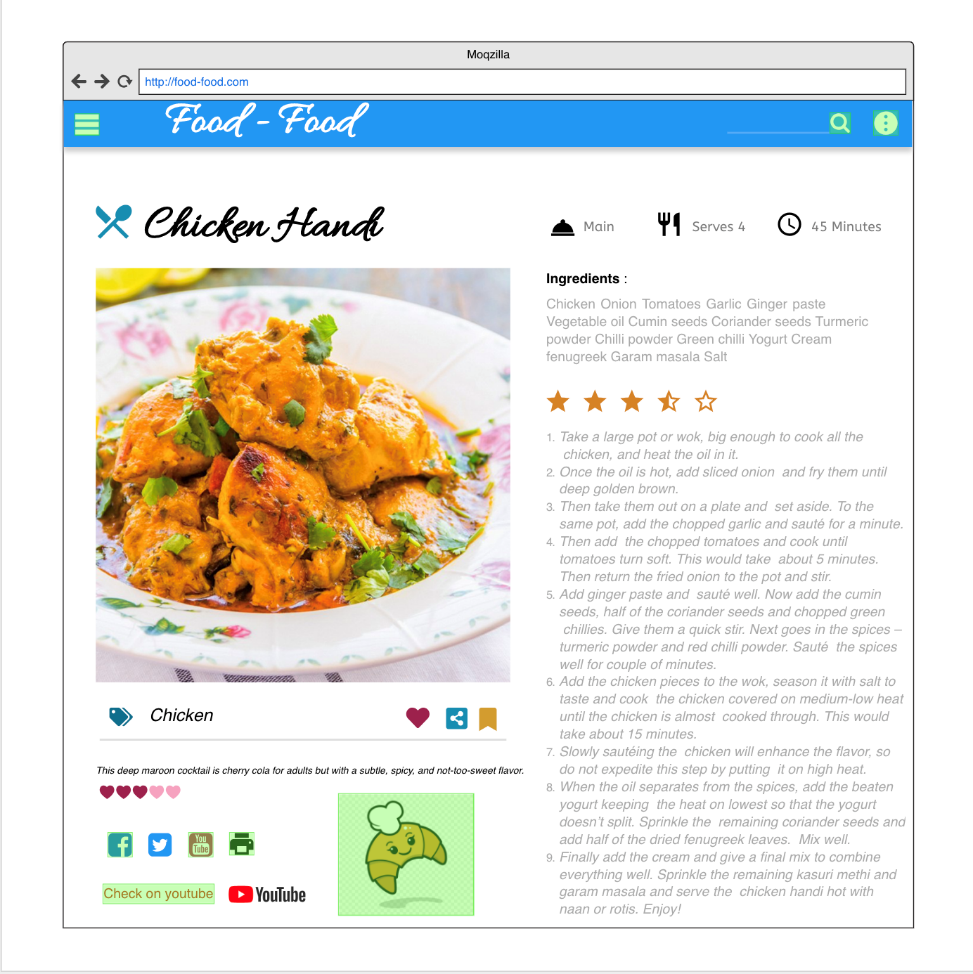 Moqzilla
http://food-food.com
Food - Food
Chicken Handi
Main
Serves 4
45 Minutes
Ingredients :
Chicken Onion Tomatoes Garlic Ginger paste
Vegetable oil Cumin seeds Coriander seeds Turmeric
powder Chilli powder Green chilli Yogurt Cream
fenugreek Garam masala Salt
1. Take a large pot or wok, big enough to cook all the
chicken, and heat the oil in it.
2. Once the oil is hot, add sliced onion and fry them until
deep golden brown.
3. Then take them out on a plate and set aside. To the
same pot, add the chopped garlic and sauté for a minute.
4. Then add the chopped tomatoes and cook until
tomatoes turn soft. This would take about 5 minutes.
Then return the fried onion to the pot and stir.
5. Add ginger paste and sauté well. Now add the cumin
seeds, half of the coriander seeds and chopped green
chillies. Give them a quick stir. Next goes in the spices –
turmeric powder and red chilli powder. Sauté the spices
well for couple of minutes.
6. Add the chicken pieces to the wok, season it with salt to
taste and cook the chicken covered on medium-low heat
until the chicken is almost cooked through. This would
take about 15 minutes.
7. Slowly sautéing the chicken will enhance the flavor, so
do not expedite this step by putting it on high heat.
8. When the oil separates from the spices, add the beaten
yogurt keeping the heat on lowest so that the yogurt
doesn't split. Sprinkle the remaining coriander seeds and
add half of the dried fenugreek leaves. Mix well.
9. Finally add the cream and give a final mix to combine
everything well. Sprinkle the remaining kasuri methi and
garam masala and serve the chicken handi hot with
naan or rotis. Enjoy!
Chicken
This deep maroon cocktail is cherry cola for adults but with a subtle, spicy, and not-too-sweet flavor.
You
Tube
Check on youtube
YouTube